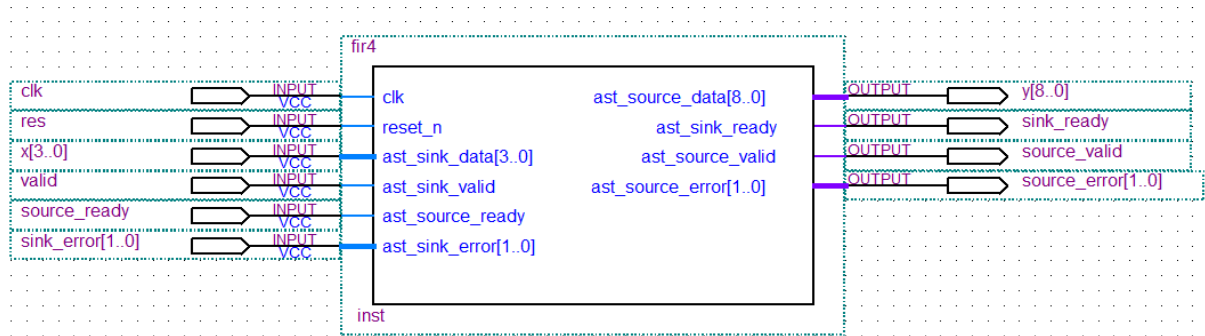 fir4
clk INPUT VCC clk ast_source_data[8..0] OUTPUT y[8..0]
res INPUT VCC reset_n ast_sink_ready OUTPUT sink_ready
x[3..0] INPUT VCC ast_sink_data[3..0] ast_source_valid OUTPUT source_valid
valid INPUT VCC ast_sink_valid ast_source_error[1..0] OUTPUT source_error[1..0]
source_ready INPUT VCC ast_source_ready
sink_error[1..0] INPUT VCC ast_sink_error[1..0]
inst